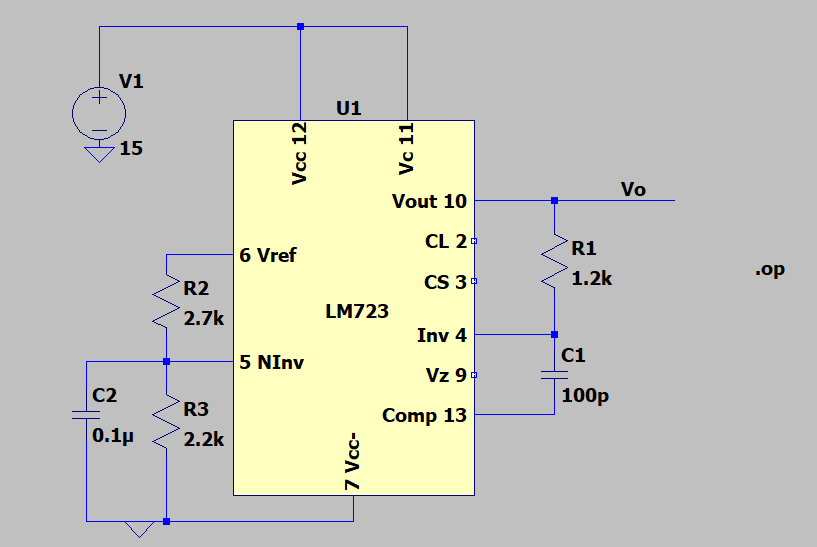 V1
15
U1
Vcc 12
Vc 11
Vout 10
Vo
CL 2
6 Vref
R1
1.2k
.op
CS 3
R2
2.7k
LM723
Inv 4
5 NInv
C1
100p
Vz 9
C2
0.1µ
R3
2.2k
Comp 13
7 Vcc-